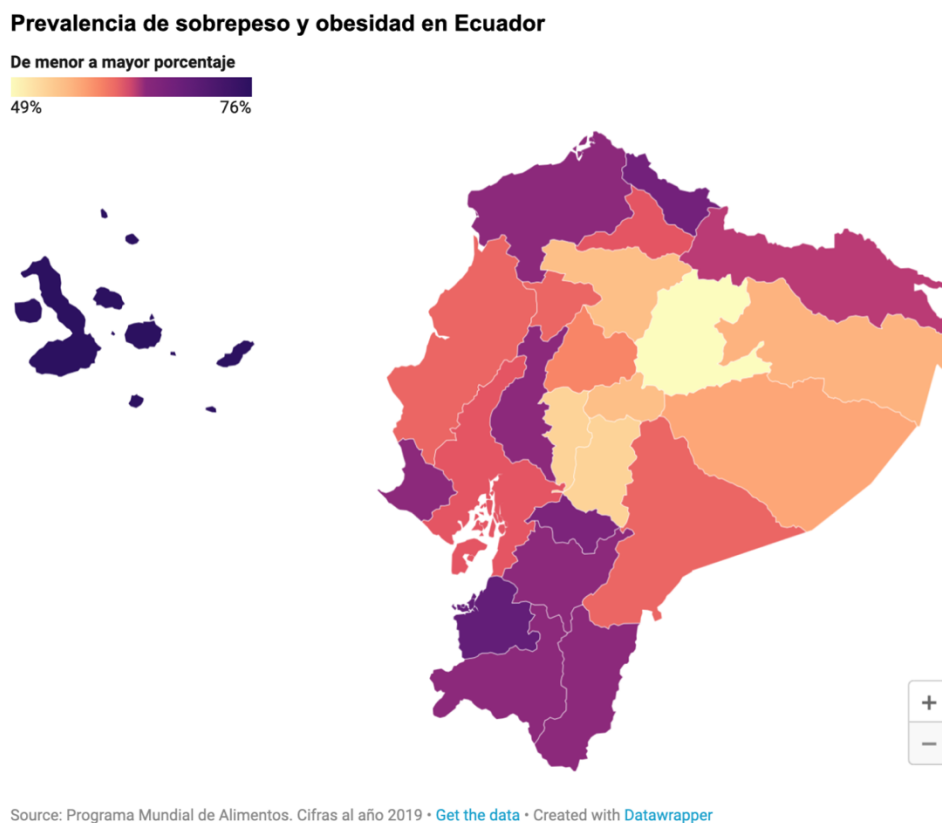 Prevalencia de sobrepeso y obesidad en Ecuador
De menor a mayor porcentaje
49% 76%
+
−
Source: Programa Mundial de Alimentos. Cifras al año 2019 • Get the data • Created with Datawrapper